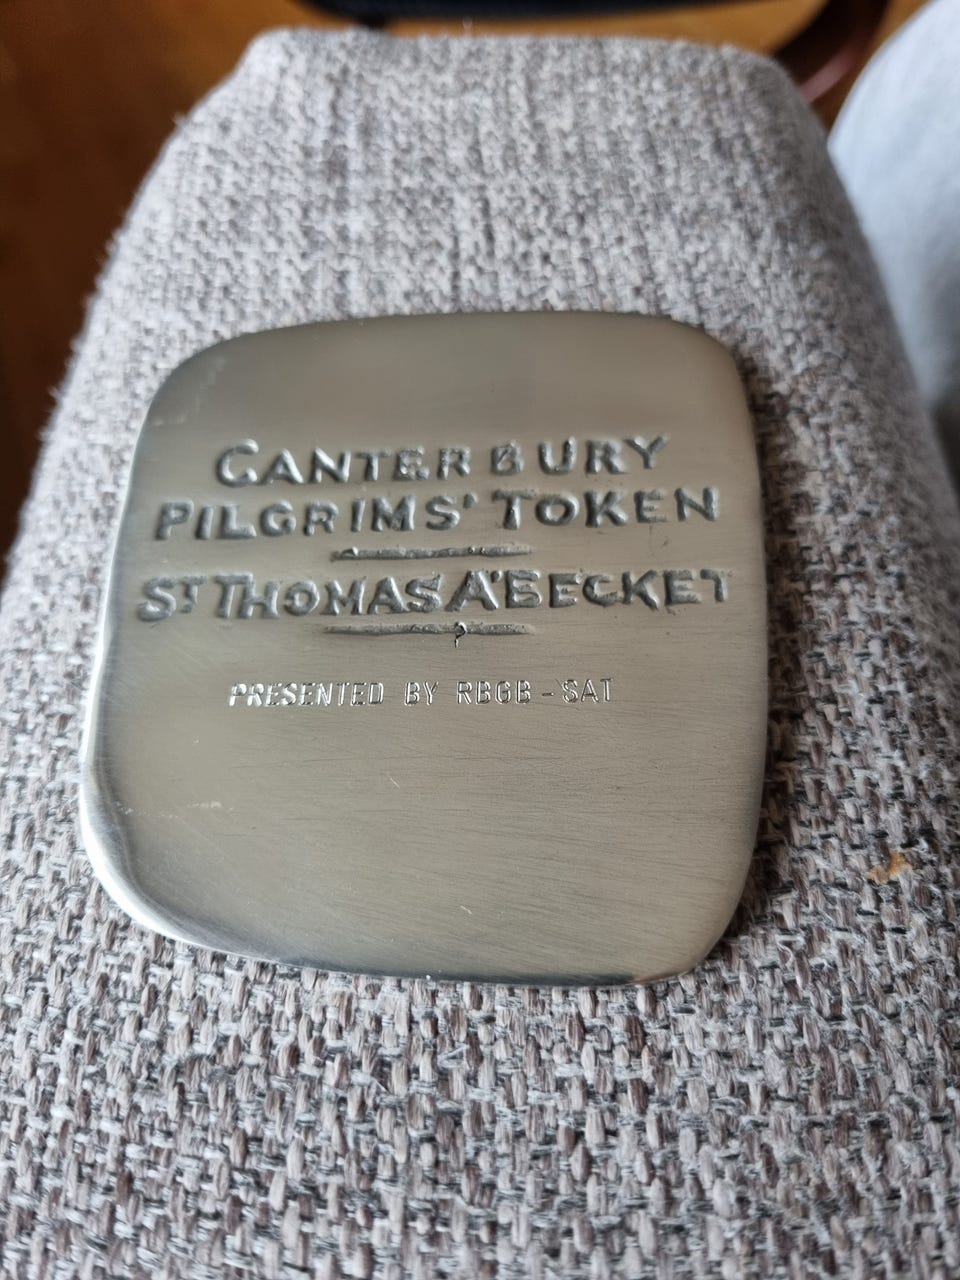 CANTERBURY
PILGRIMS' TOKEN
ST THOMAS A'BECKET
PRESENTED BY RBGB - SAT